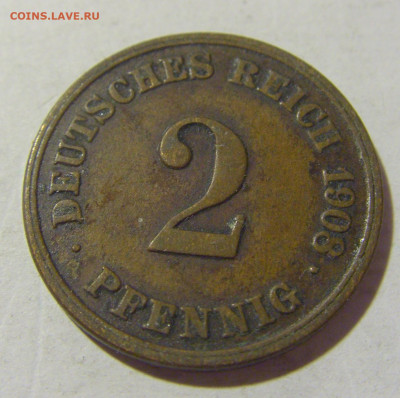 COINS.LAVE.RU
DEUTSCHES REICH 1908
2
PFENNIG